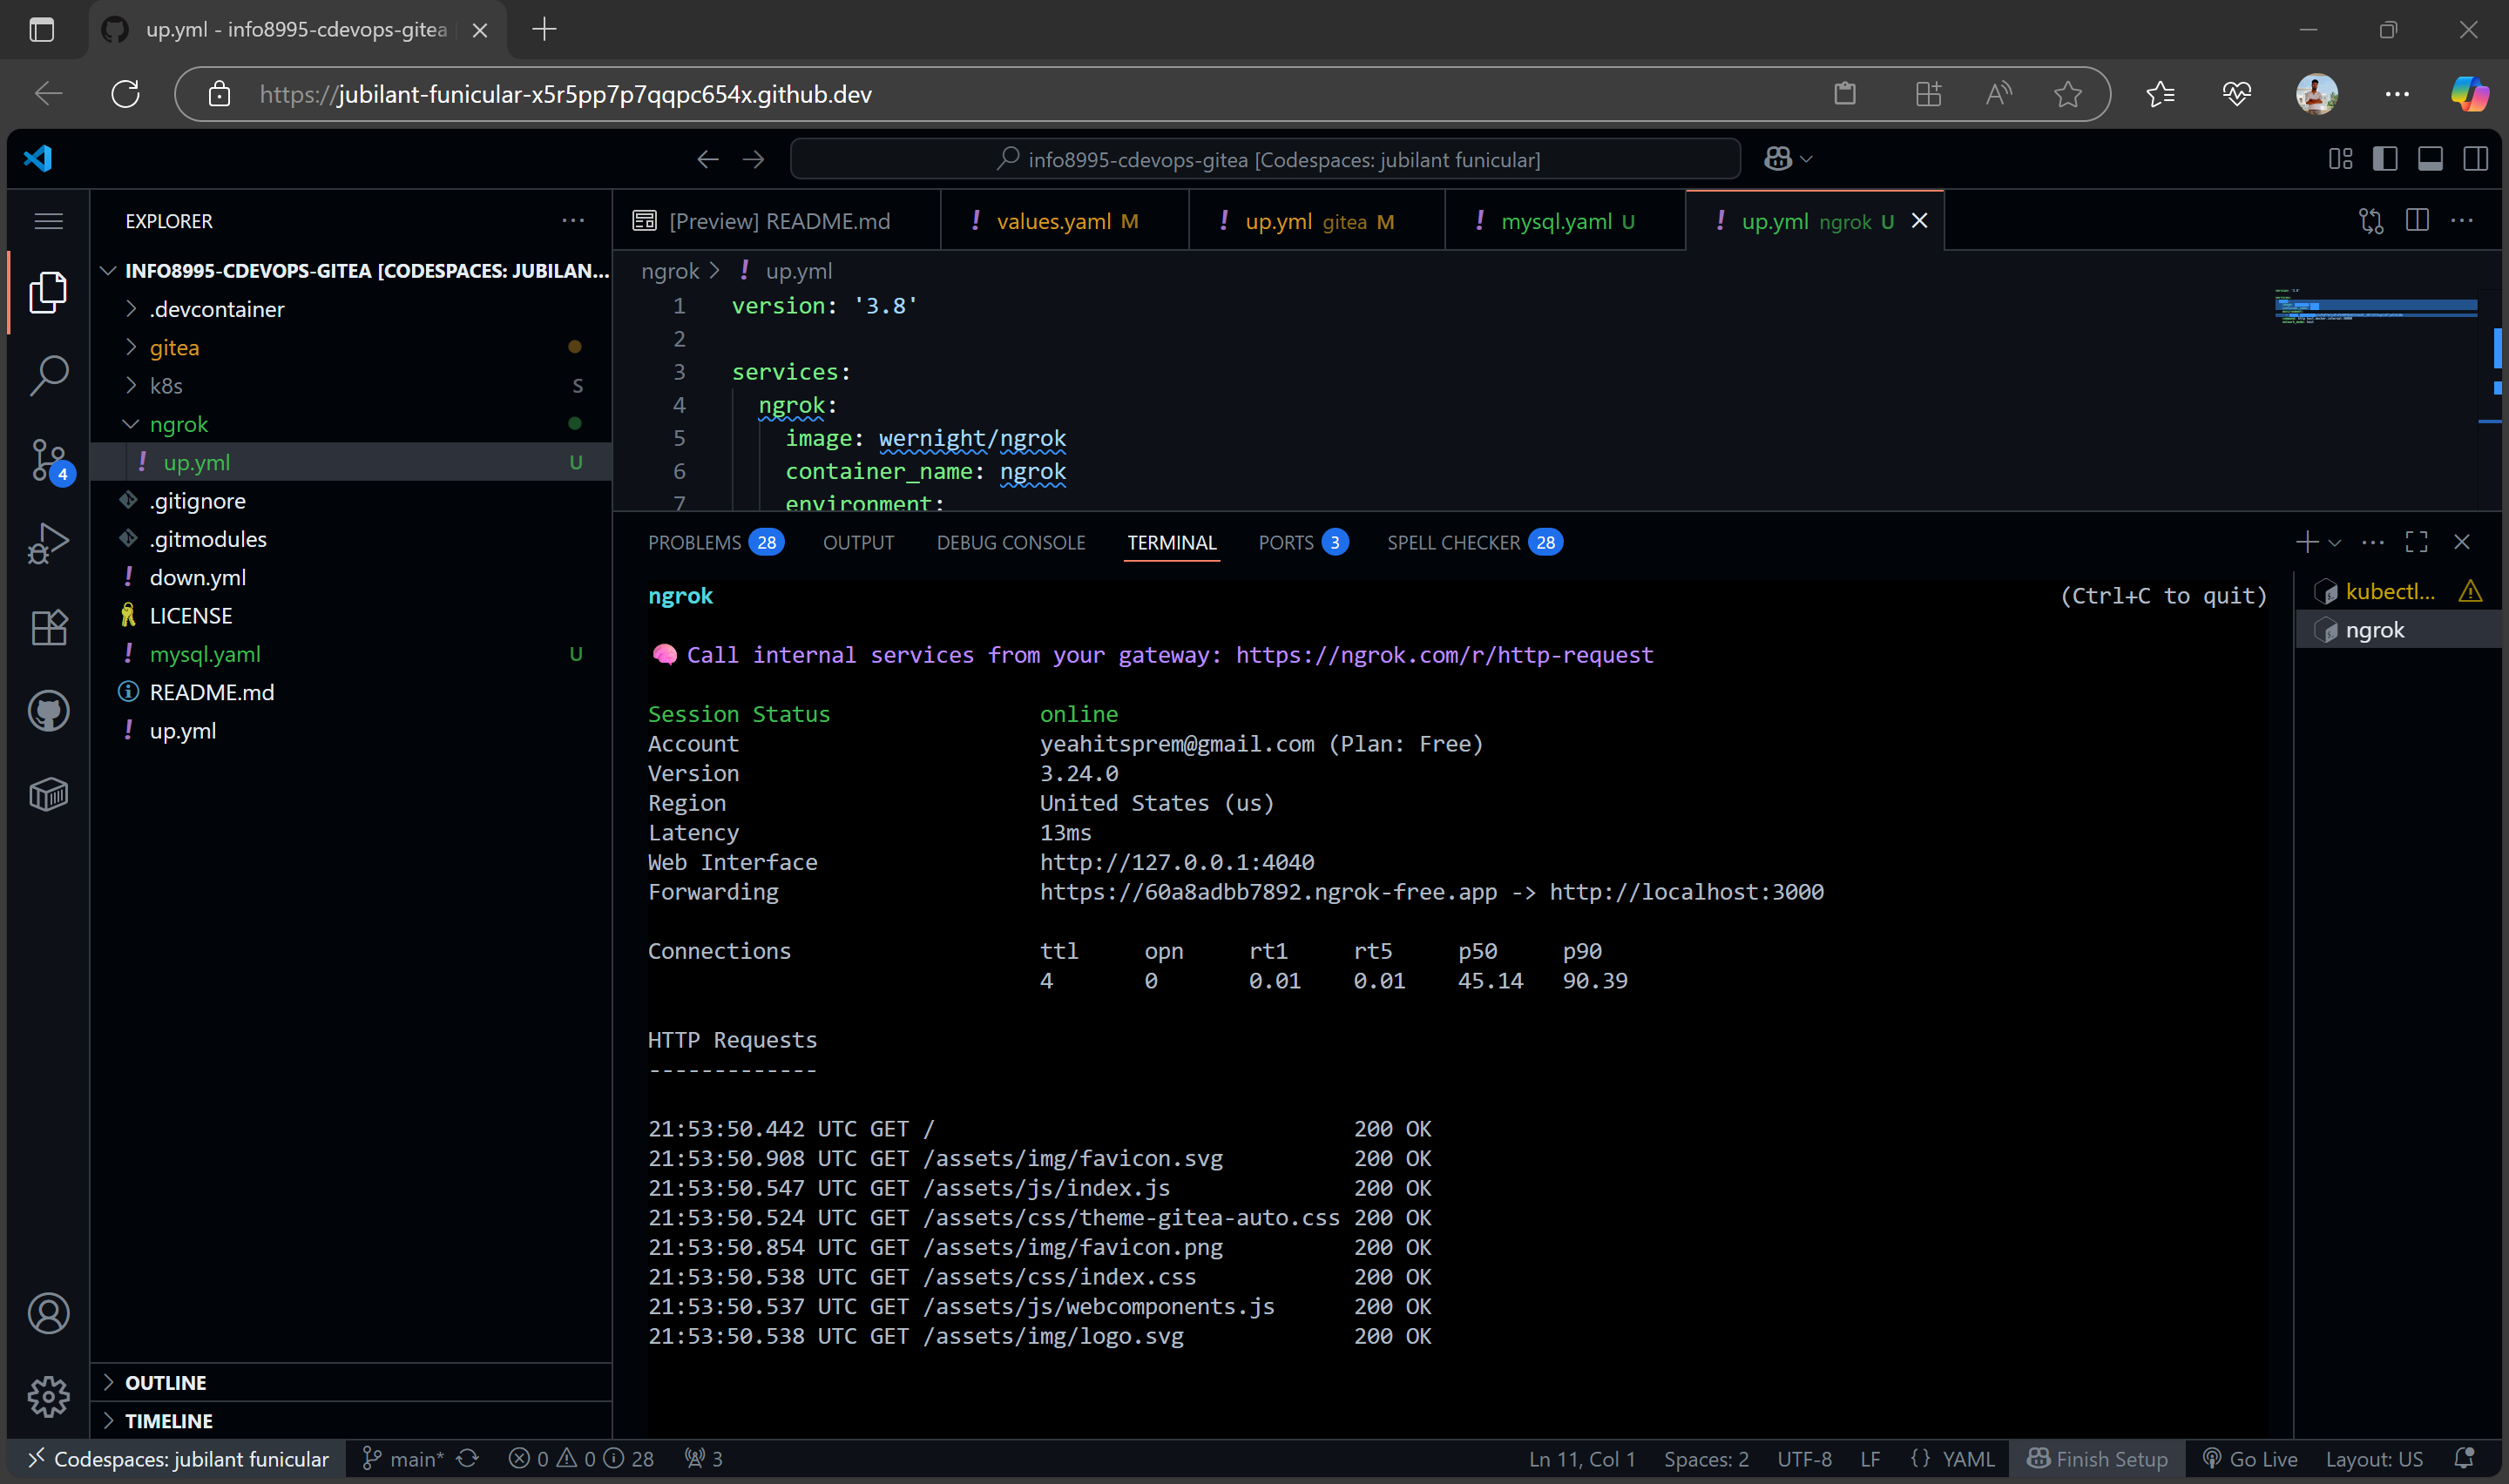 up.yml - info8995-cdevops-gitea
https://jubilant-funicular-x5r5pp7p7qqpc654x.github.dev
info8995-cdevops-gitea [Codespaces: jubilant funicular]
EXPLORER
INFO8995-CDEVOPS-GITEA [CODESPACES: JUBILAN...
.devcontainer
gitea
k8s S
ngrok
up.yml U
.gitignore
.gitmodules
down.yml
LICENSE
mysql.yaml U
README.md
up.yml
OUTLINE
TIMELINE
4
[Preview] README.md
values.yaml M
up.yml gitea M
mysql.yaml U
up.yml ngrok U
ngrok > up.yml
1 version: '3.8'
2
3 services:
4 ngrok:
5 image: wernight/ngrok
6 container_name: ngrok
7 environment:
PROBLEMS 28 OUTPUT DEBUG CONSOLE TERMINAL PORTS 3 SPELL CHECKER 28
kubectl...
ngrok
ngrok (Ctrl+C to quit)
🧠 Call internal services from your gateway: https://ngrok.com/r/http-request
Session Status online
Account yeahitsprem@gmail.com (Plan: Free)
Version 3.24.0
Region United States (us)
Latency 13ms
Web Interface http://127.0.0.1:4040
Forwarding https://60a8adbb7892.ngrok-free.app -> http://localhost:3000
Connections ttl opn rt1 rt5 p50 p90
4 0 0.01 0.01 45.14 90.39
HTTP Requests
-------------
21:53:50.442 UTC GET / 200 OK
21:53:50.908 UTC GET /assets/img/favicon.svg 200 OK
21:53:50.547 UTC GET /assets/js/index.js 200 OK
21:53:50.524 UTC GET /assets/css/theme-gitea-auto.css 200 OK
21:53:50.854 UTC GET /assets/img/favicon.png 200 OK
21:53:50.538 UTC GET /assets/css/index.css 200 OK
21:53:50.537 UTC GET /assets/js/webcomponents.js 200 OK
21:53:50.538 UTC GET /assets/img/logo.svg 200 OK
Codespaces: jubilant funicular main* 0 0 28 3 Ln 11, Col 1 Spaces: 2 UTF-8 LF {} YAML Finish Setup Go Live Layout: US